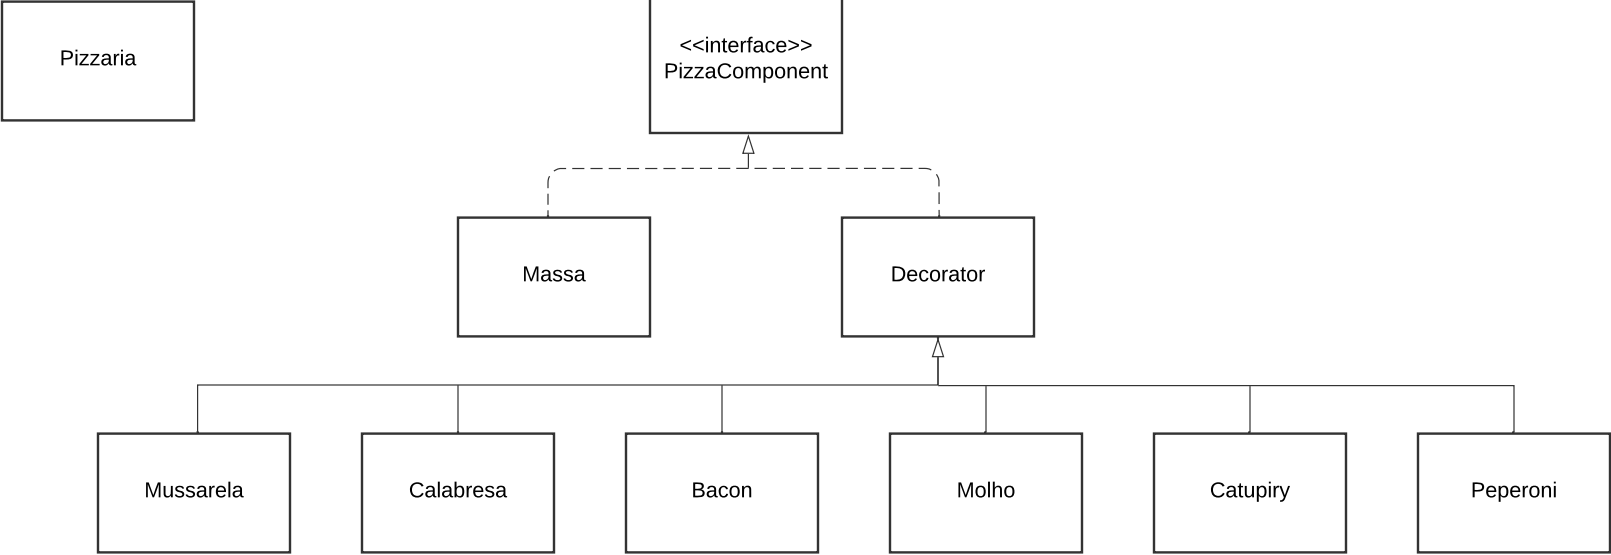 Pizzaria
<<interface>>
PizzaComponent
Massa
Decorator
Mussarela
Calabresa
Bacon
Molho
Catupiry
Peperoni